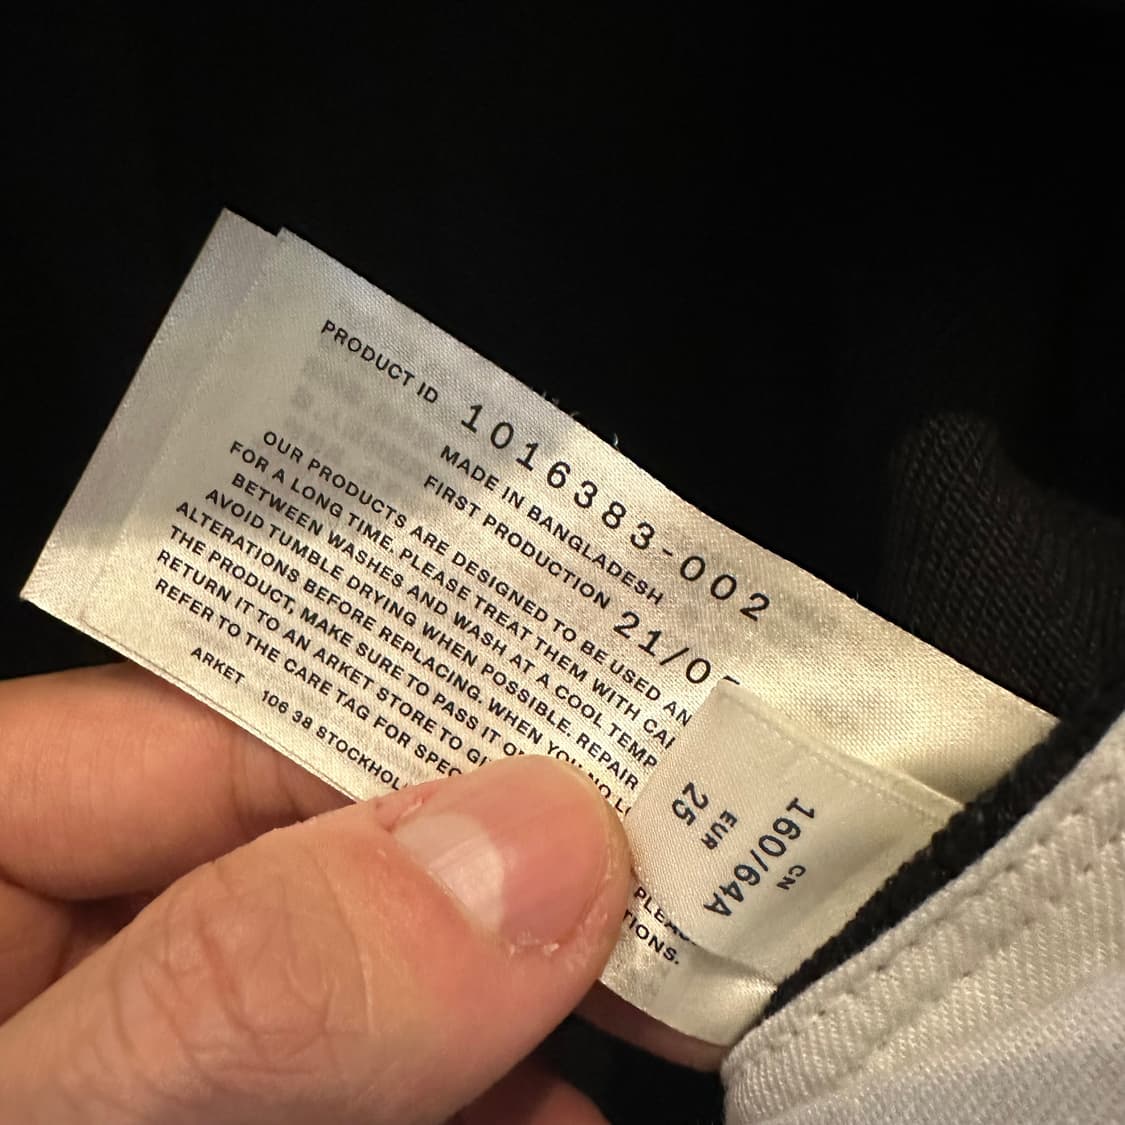 PRODUCT ID 1016383-002
MADE IN BANGLADESH
FIRST PRODUCTION 21/0
OUR PRODUCTS ARE DESIGNED TO BE USED AN
FOR A LONG TIME. PLEASE TREAT THEM WITH CA
BETWEEN WASHES AND WASH AT A COOL TEMP
AVOID TUMBLE DRYING WHEN POSSIBLE. REPAIR
ALTERATIONS BEFORE REPLACING. WHEN YOU NO L
THE PRODUCT, MAKE SURE TO PASS IT O
RETURN IT TO AN ARKET STORE TO GI
PLEAS
REFER TO THE CARE TAG FOR SPEC
TIONS.
ARKET 106 38 STOCKHOL
160/64A
CN
EUR
25